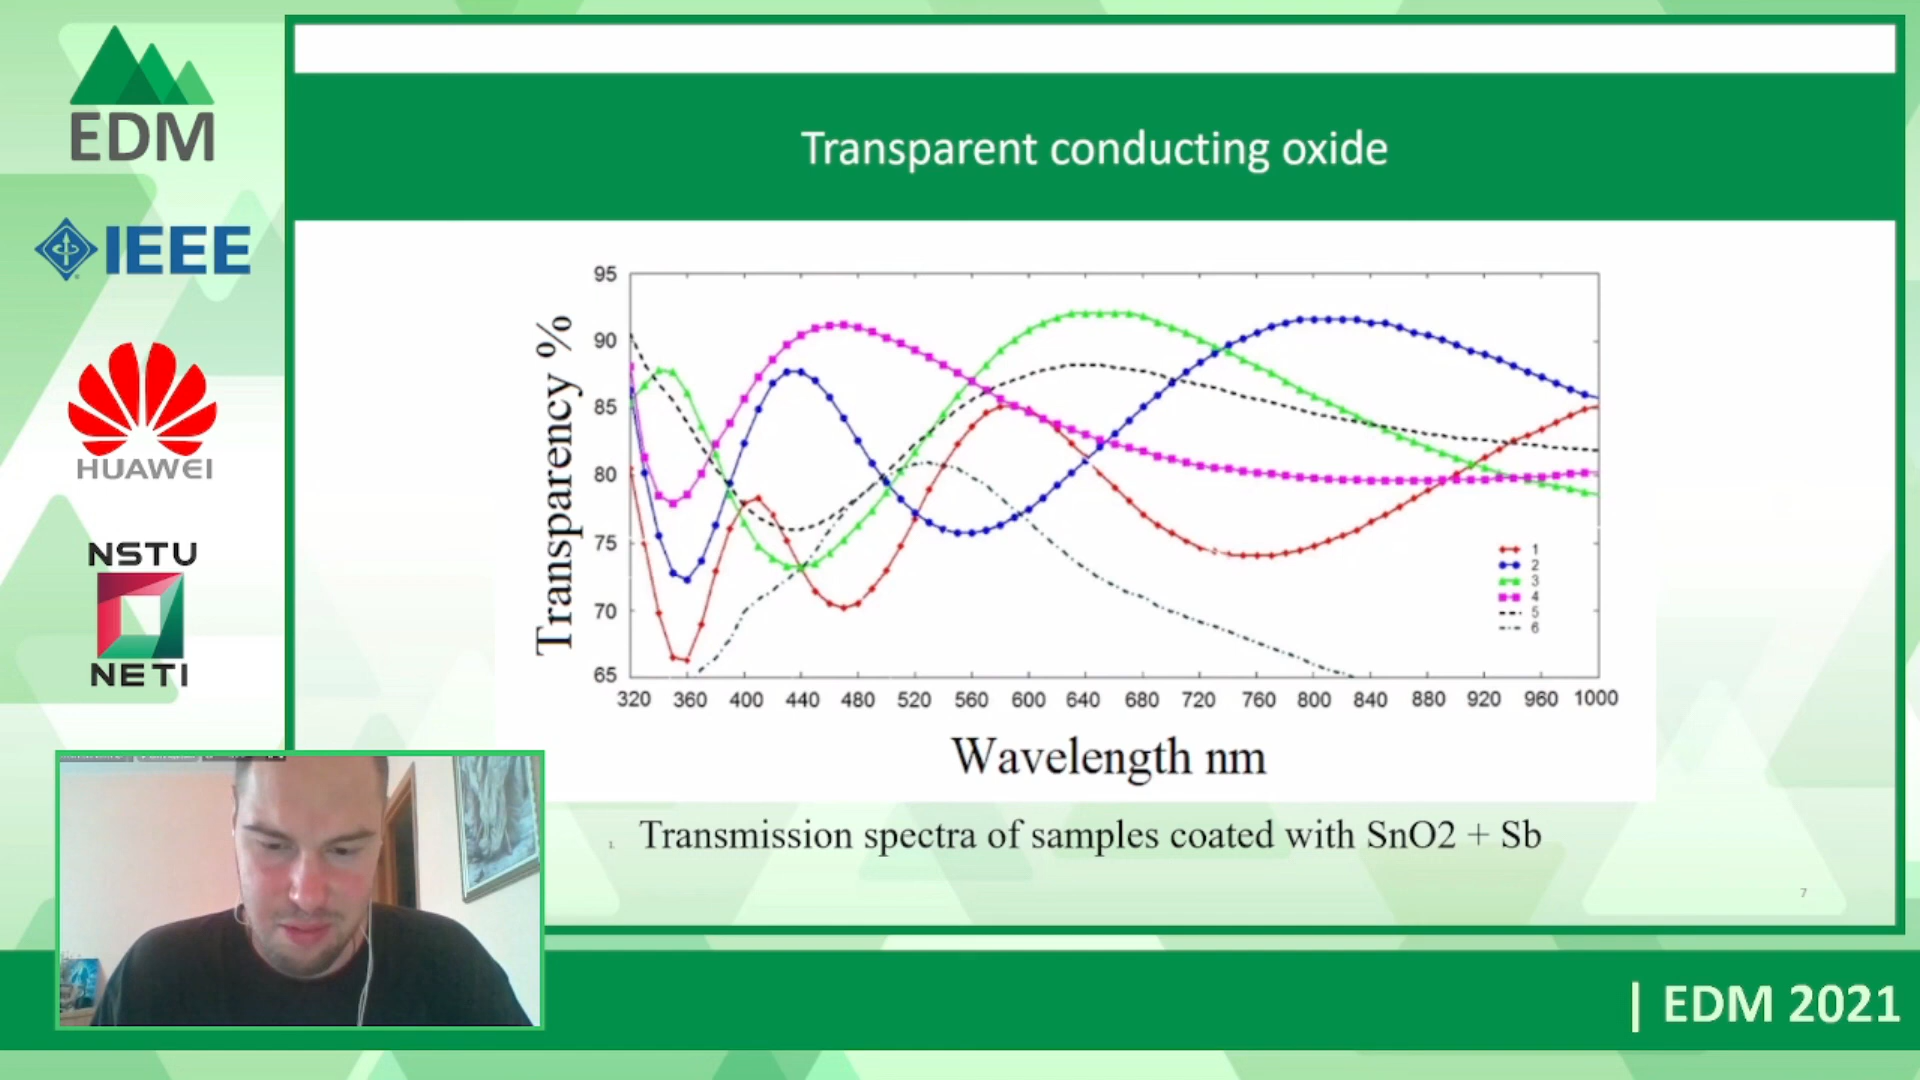 EDM
IEEE
HUAWEI
NSTU
NETI
Transparent conducting oxide
Transparency %
95
90
85
80
75
70
65
320 360 400 440 480 520 560 600 640 680 720 760 800 840 880 920 960 1000
1
2
3
4
5
6
Wavelength nm
1. Transmission spectra of samples coated with SnO2 + Sb
7
| EDM 2021